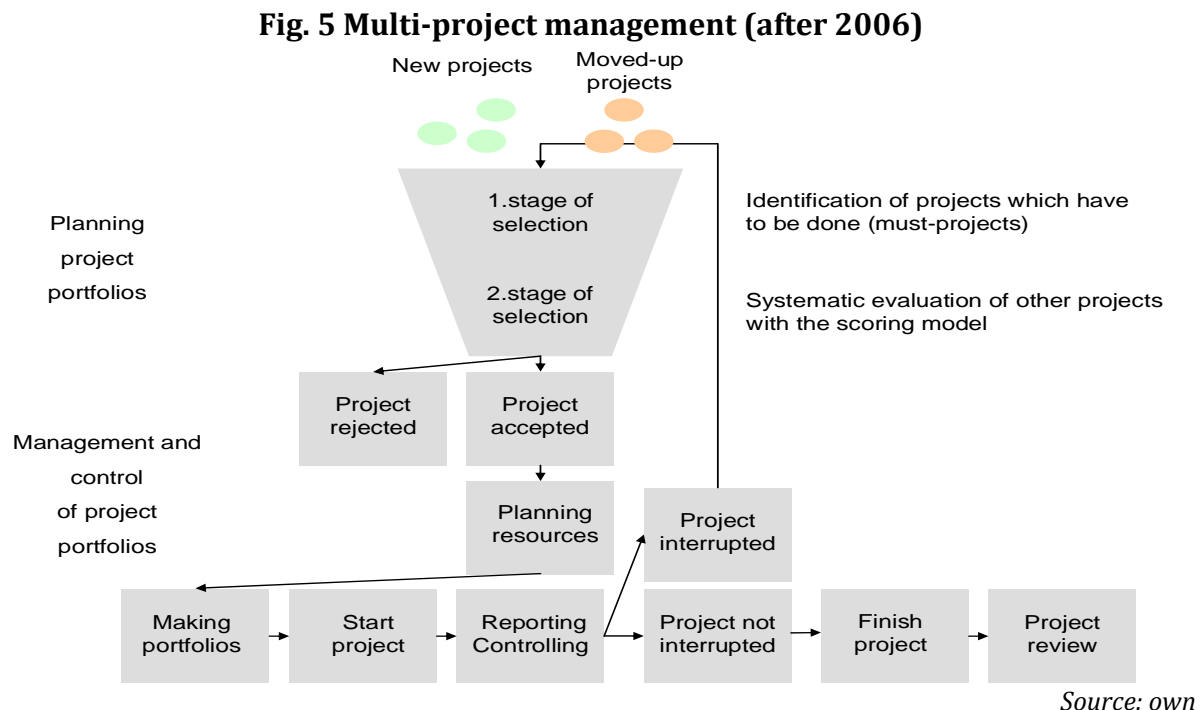 Fig. 5 Multi-project management (after 2006)
New projects
Moved-up
projects
1.stage of
selection
Identification of projects which have
to be done (must-projects)
Planning
project
portfolios
2.stage of
selection
Systematic evaluation of other projects
with the scoring model
Project
rejected
Project
accepted
Management and
control
of project
portfolios
Planning
resources
Project
interrupted
Making
portfolios
Start
project
Reporting
Controlling
Project not
interrupted
Finish
project
Project
review
Source: own